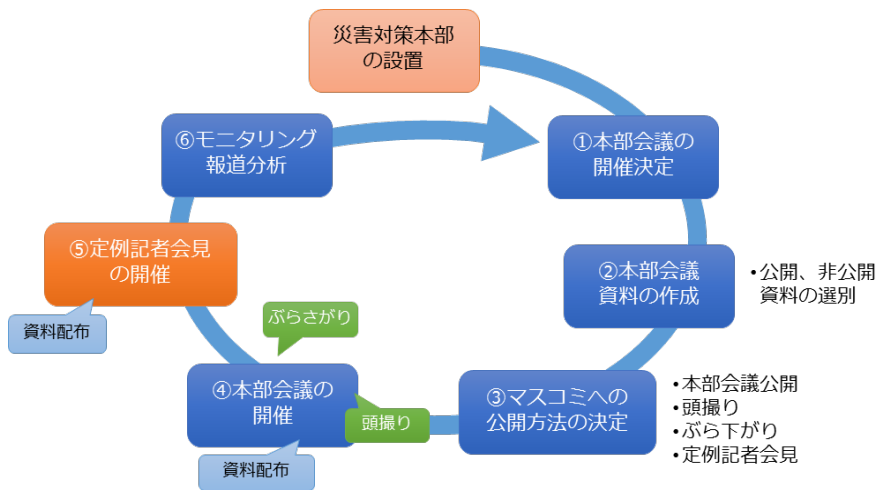 災害対策本部
の設置
①本部会議の
開催決定
②本部会議
資料の作成
•公開、非公開
資料の選別
③マスコミへの
公開方法の決定
•本部会議公開
•頭撮り
•ぶら下がり
•定例記者会見
④本部会議の
開催
頭撮り
ぶらさがり
資料配布
⑤定例記者会見
の開催
資料配布
⑥モニタリング
報道分析